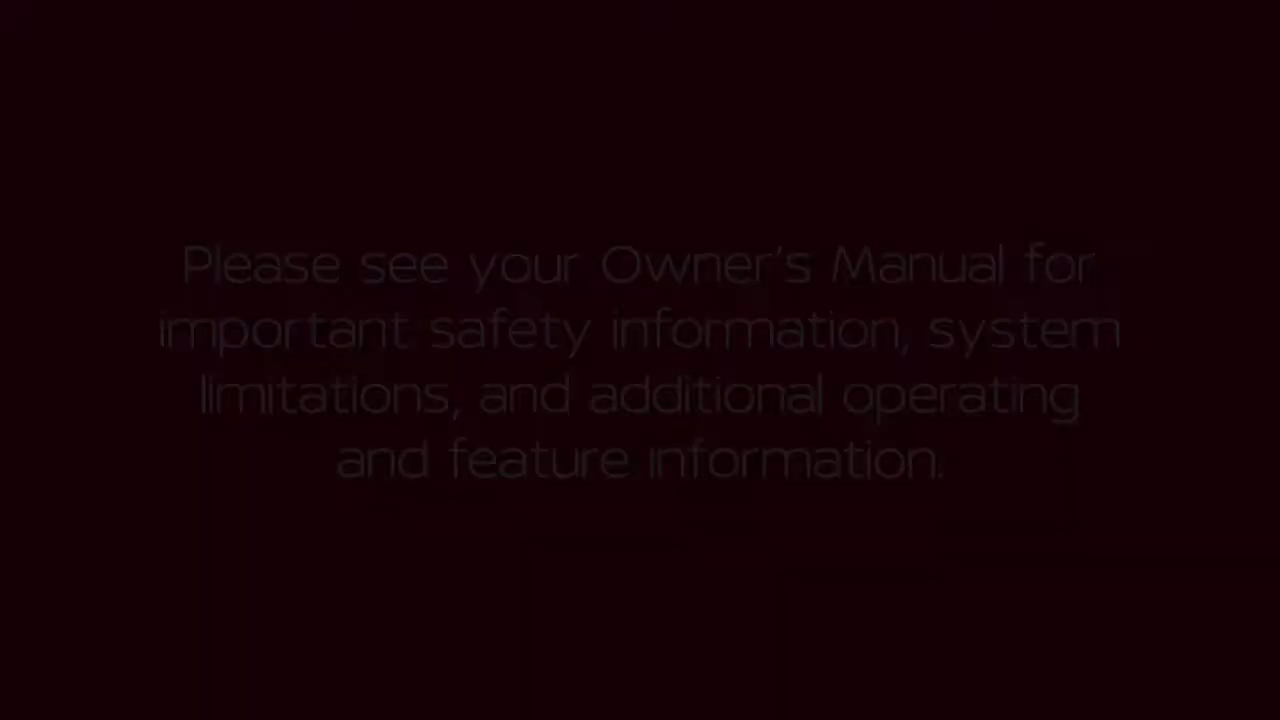 Please see your Owner's Manual for
important safety information, system
limitations, and additional operating
and feature information.